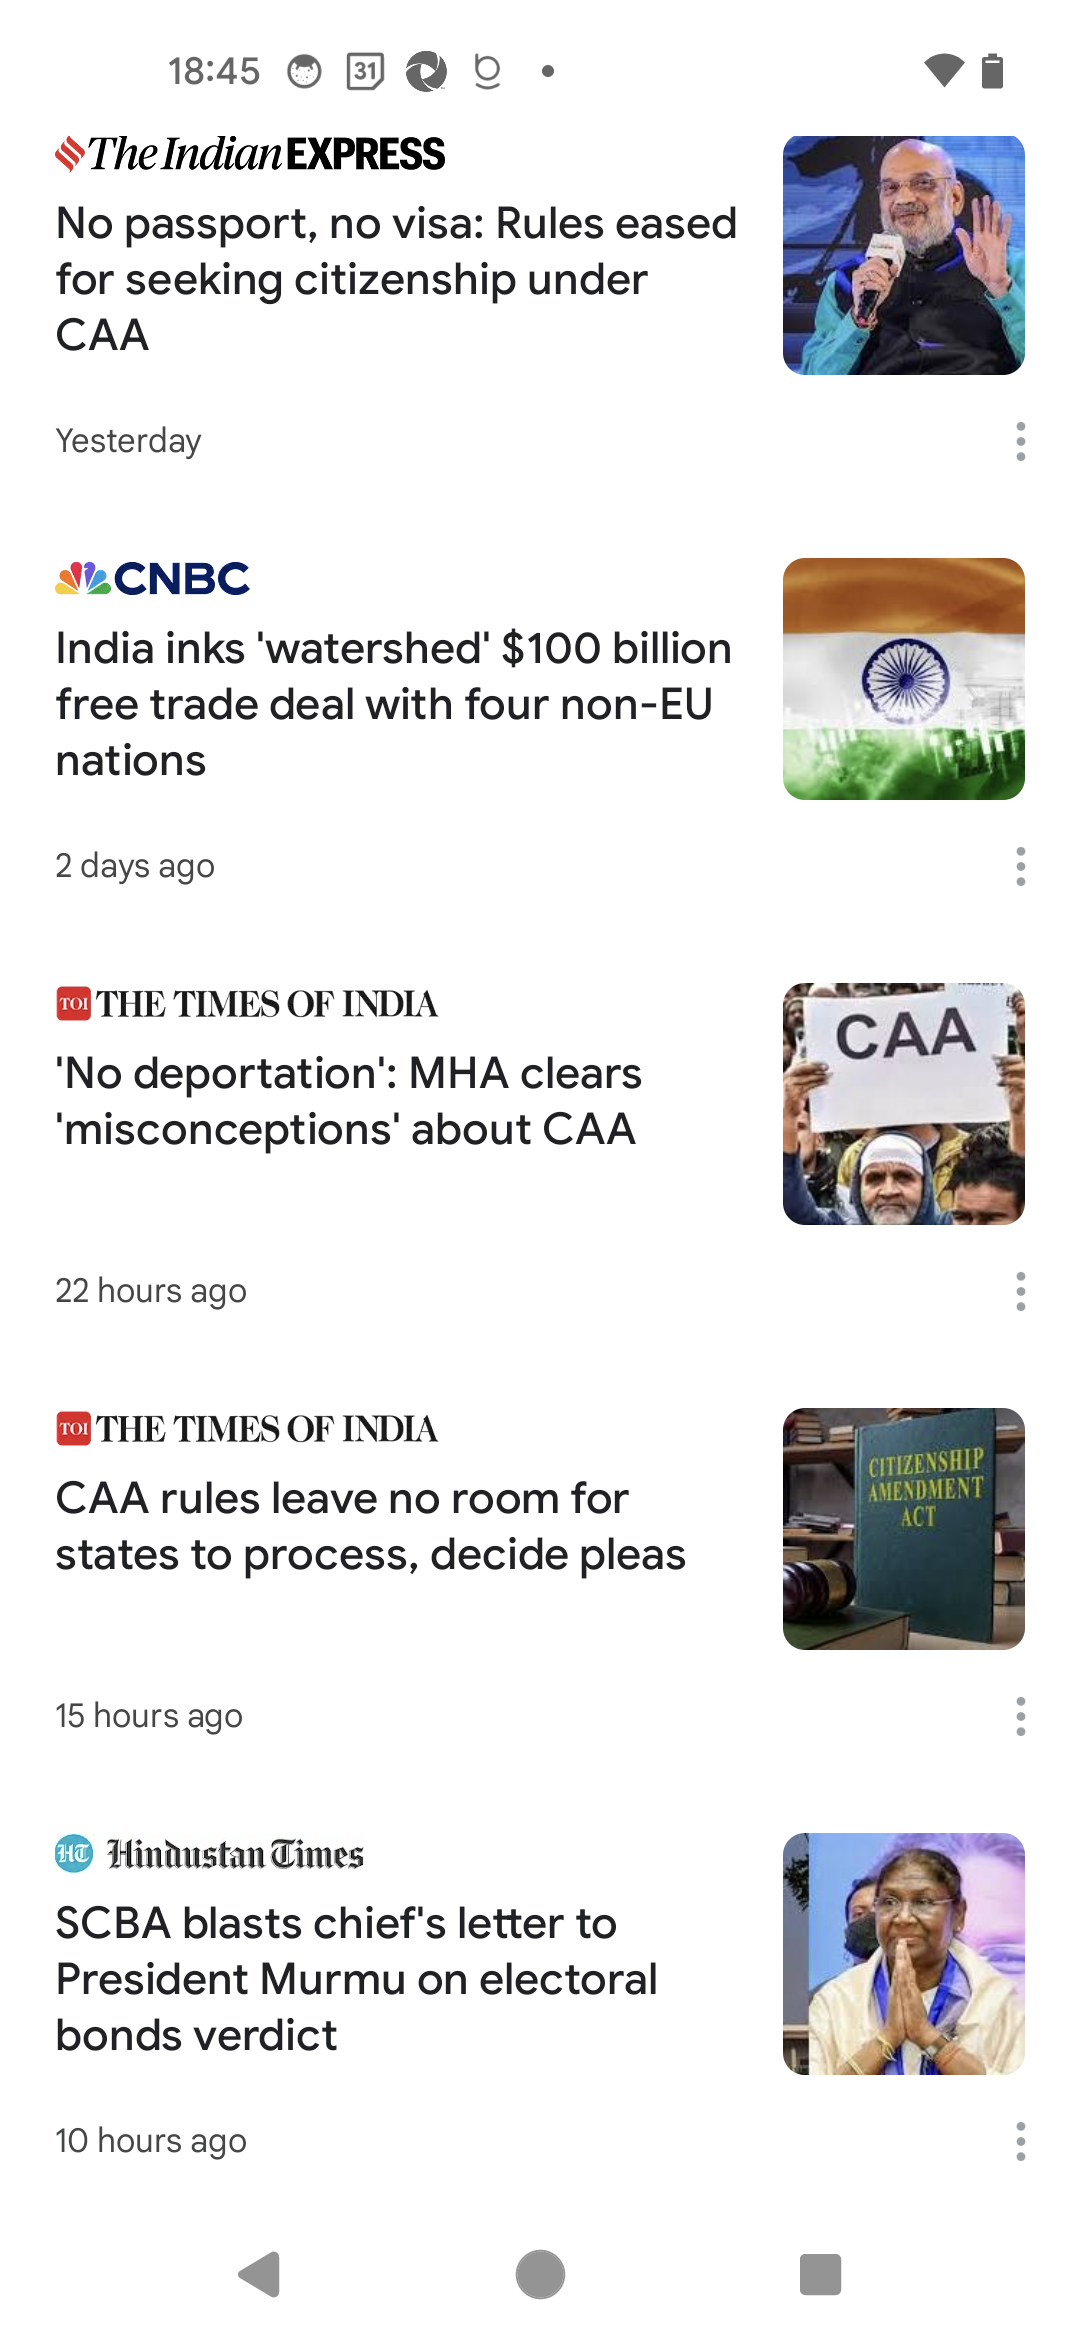 18:45
31
The Indian EXPRESS
No passport, no visa: Rules eased
for seeking citizenship under
CAA
Yesterday
CNBC
India inks 'watershed' $100 billion
free trade deal with four non-EU
nations
2 days ago
TOI THE TIMES OF INDIA
CAA
'No deportation': MHA clears
'misconceptions' about CAA
22 hours ago
TOI THE TIMES OF INDIA
CAA rules leave no room for
states to process, decide pleas
CITIZENSHIP
AMENDMENT
ACT
15 hours ago
HT Hindustan Times
SCBA blasts chief's letter to
President Murmu on electoral
bonds verdict
10 hours ago